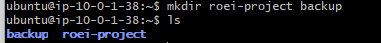 ubuntu@ip-10-0-1-38:~$ mkdir roei-project backup
ubuntu@ip-10-0-1-38:~$ ls
backup  roei-project